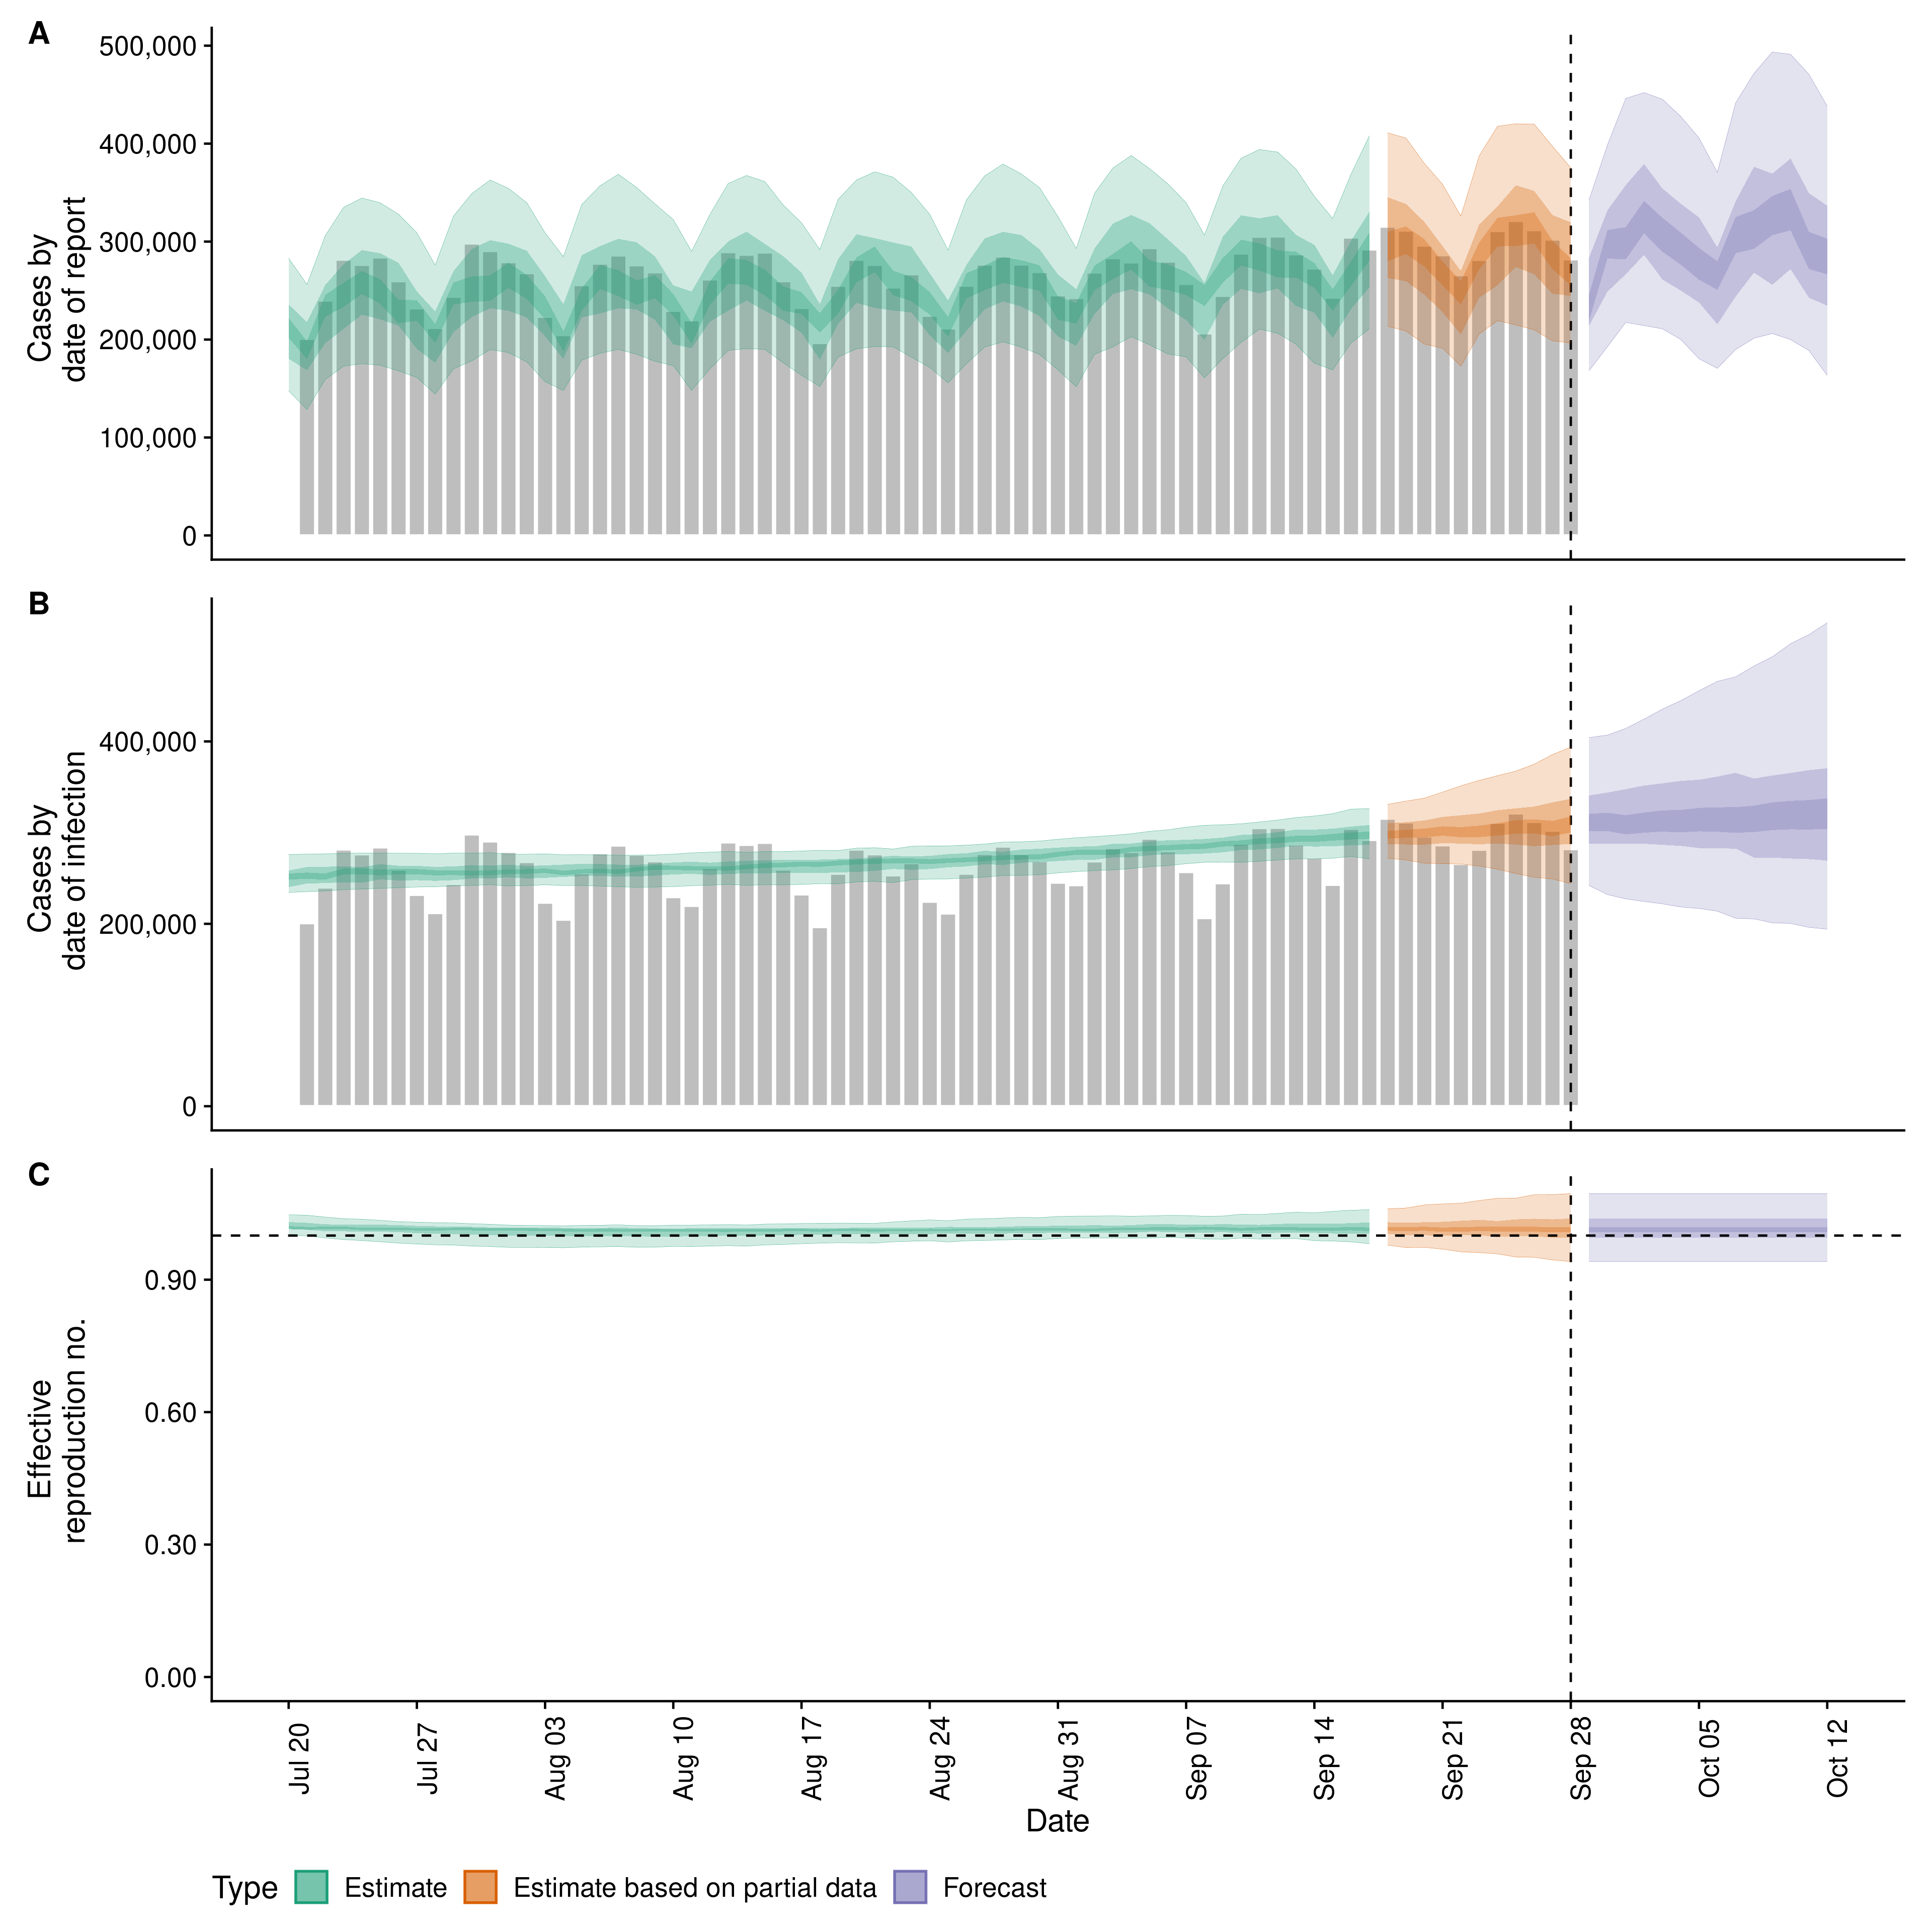 A
Cases by
date of report
500,000
400,000
300,000
200,000
100,000
0
B
Cases by
date of infection
400,000
200,000
0
C
Effective
reproduction no.
0.90
0.60
0.30
0.00
Jul 20
Jul 27
Aug 03
Aug 10
Aug 17
Aug 24
Aug 31
Sep 07
Sep 14
Sep 21
Sep 28
Oct 05
Oct 12
Date
Type Estimate Estimate based on partial data Forecast